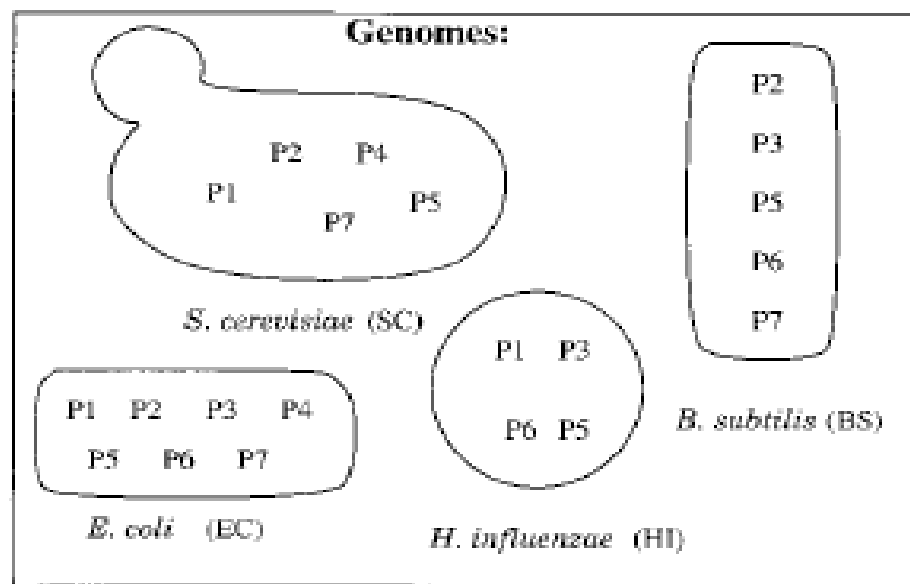 Genomes:
P2 P4
P1
P7
P5
S. cerevisiae (SC)
P2
P3
P5
P6
P7
B. subtilis (BS)
P1 P2 P3 P4
P5 P6 P7
E. coli (EC)
P1 P3
P6 P5
H. influenzae (HI)